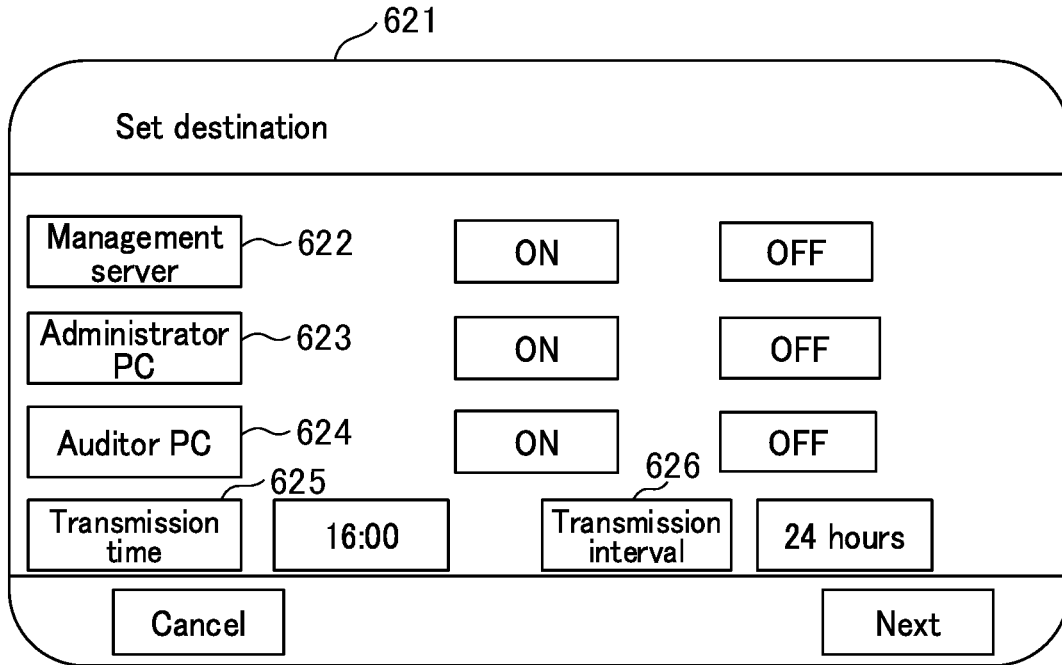 621
Set destination
Management
server
622
ON
OFF
Administrator
PC
623
ON
OFF
Auditor PC
624
ON
OFF
625
626
Transmission
time
16:00
Transmission
interval
24 hours
Cancel
Next